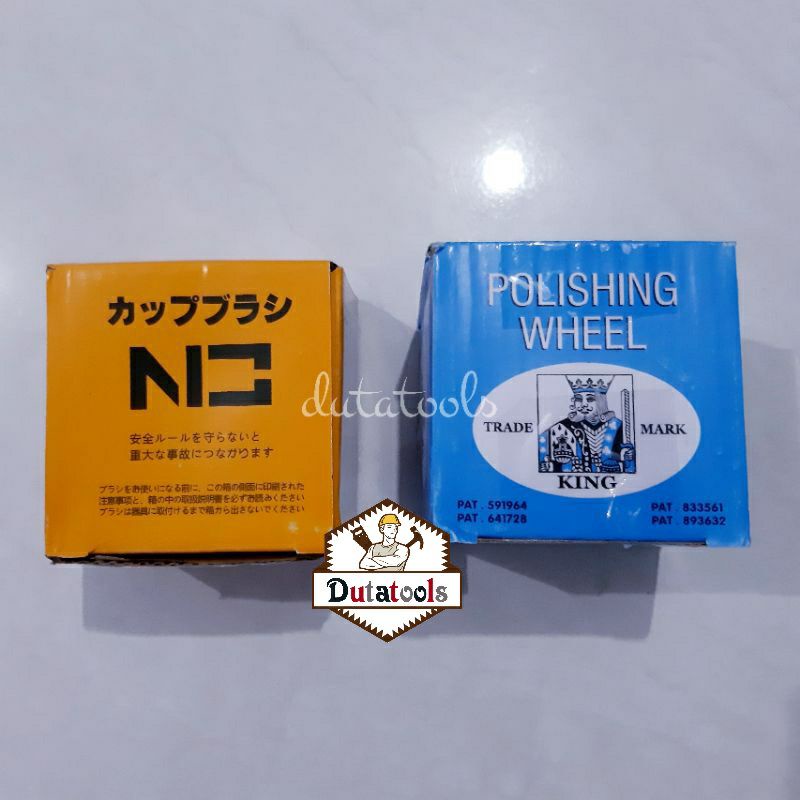 カップブラシ
安全ルールを守らないと
重大な事故につながります
ブラシをお使いになる前に、この箱の側面に印刷された
注意事項と、箱の中の取扱説明書を必ずお読みください
ブラシは器具に取付けるまで箱から出さないでください
POLISHING
WHEEL
TRADE MARK
KING
PAT. 591964 PAT. 833561
PAT. 641728 PAT. 893632
dutatools
Dutatools